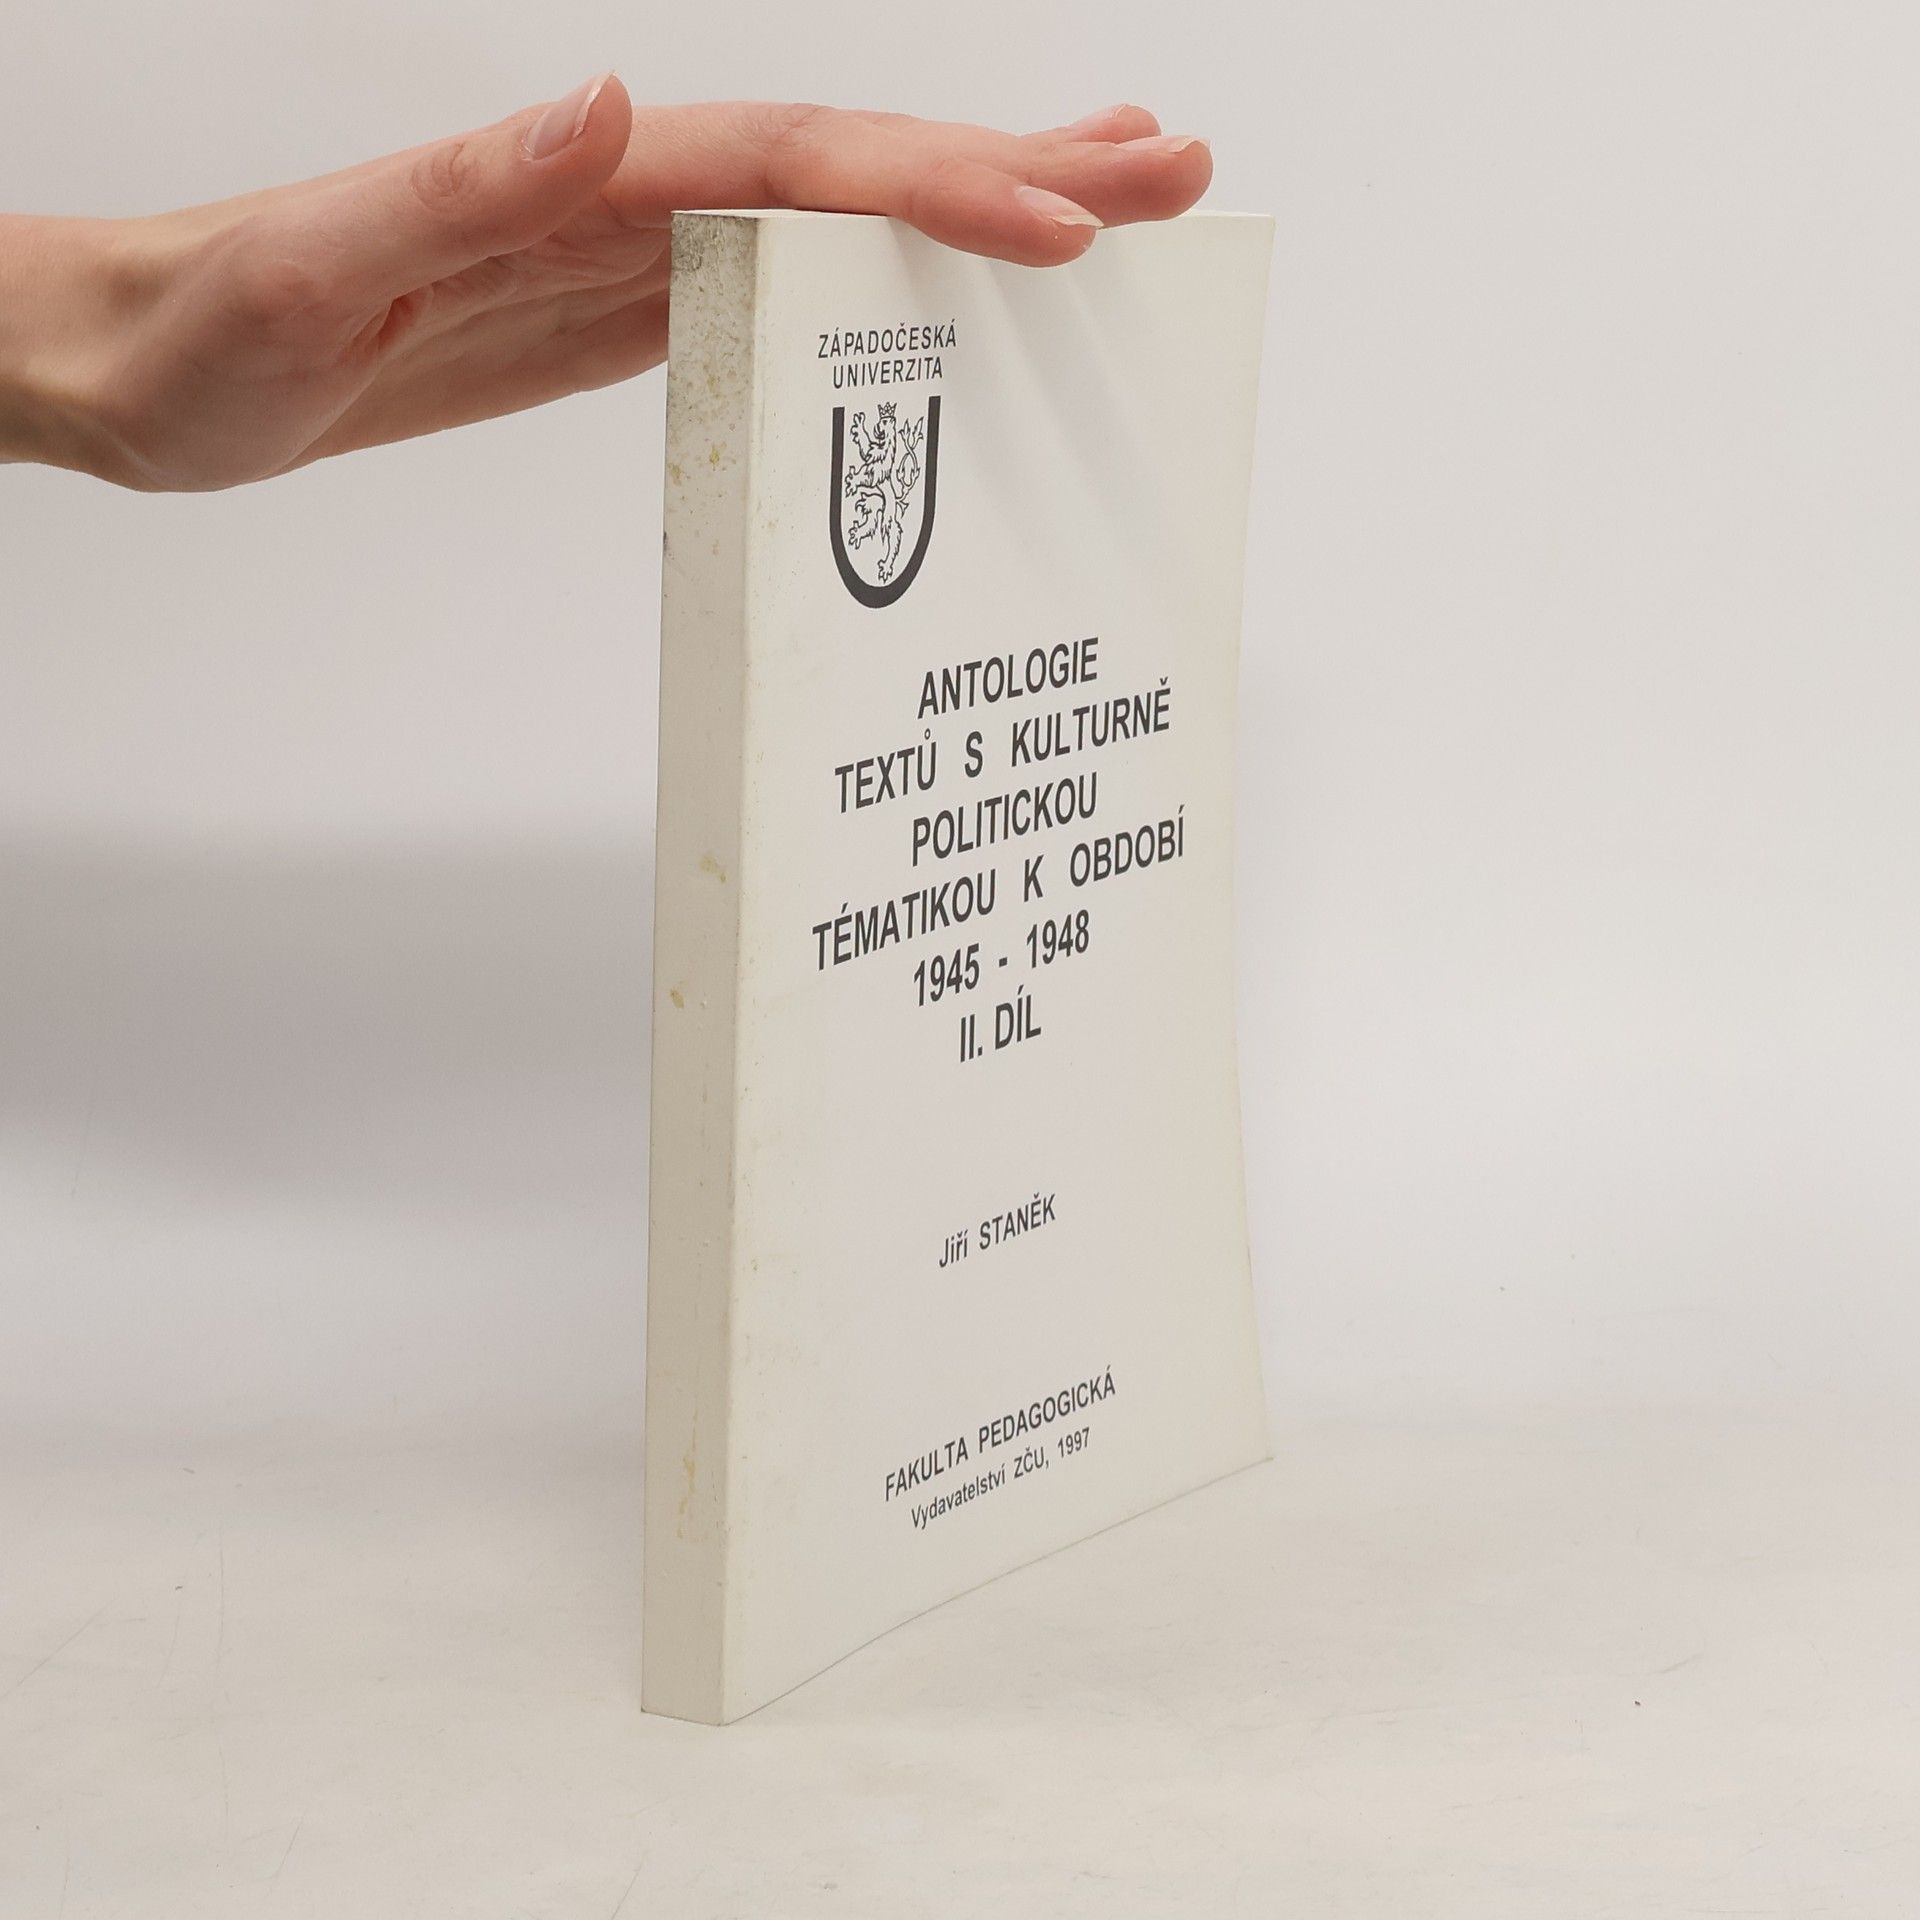 ZÁPADOČESKÁ
UNIVERZITA
ANTOLOGIE
TEXTŮ S KULTURNĚ
POLITICKOU
TÉMATIKOU K OBDOBÍ
1945 - 1948
II. DÍL
Jiří STANĚK
FAKULTA PEDAGOGICKÁ
Vydavatelství ZČU, 1997